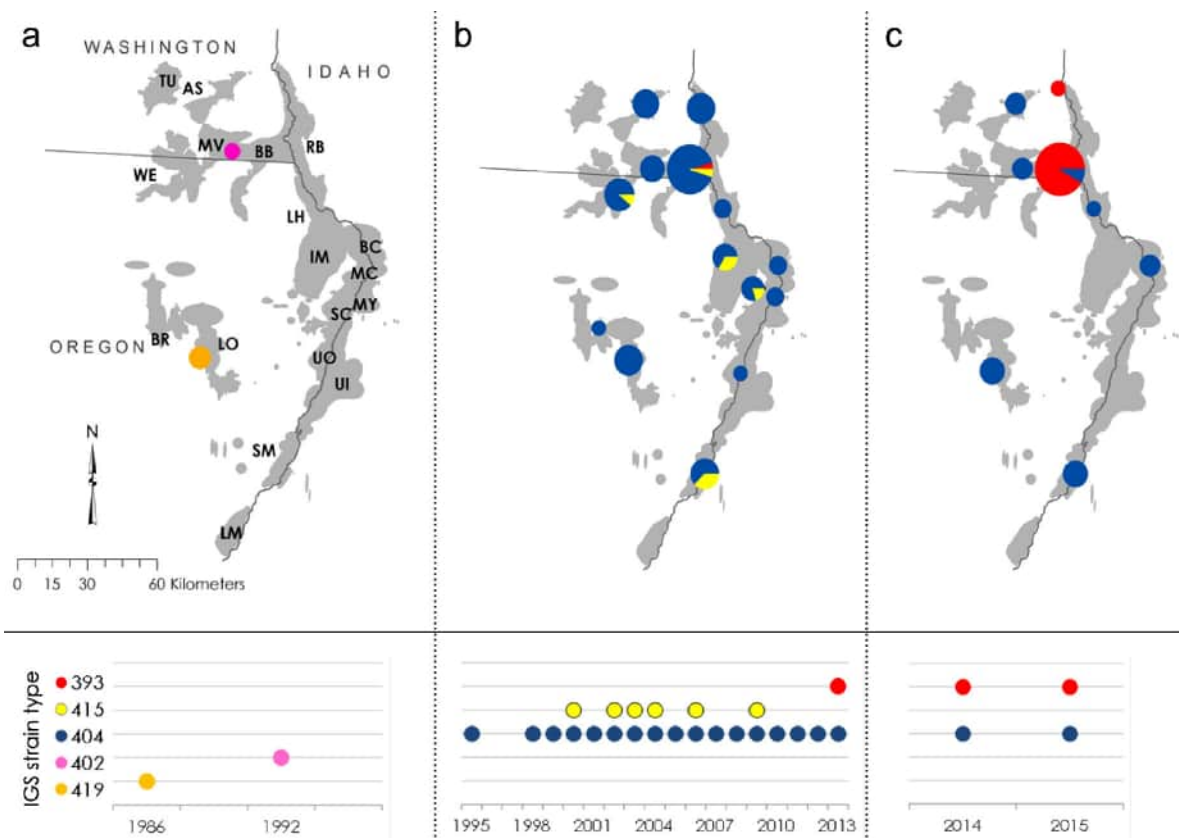 a
b
c
WASHINGTON
IDAHO
TU
AS
MV
BB
RB
WE
LH
BC
IM
MC
MY
SC
BR
LO
OREGON
UO
UI
N
SM
LM
0 15 30 60 Kilometers
IGS strain type
393
415
404
402
419
1986 1992
1995 1998 2001 2004 2007 2010 2013
2014 2015